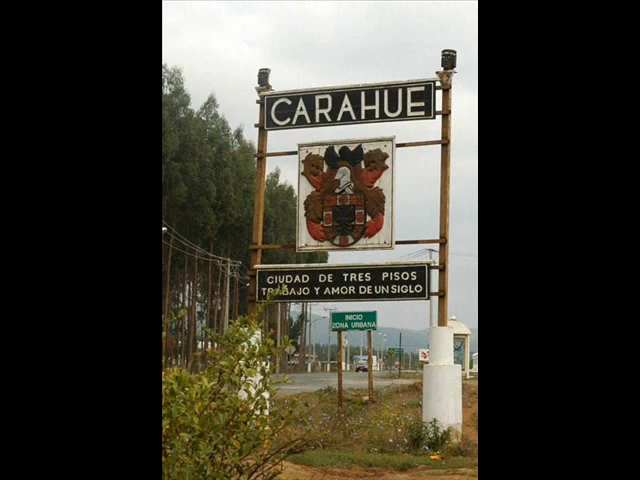 CARAHUE
CIUDAD DE TRES PISOS
TRABAJO Y AMOR DE UN SIGLO
INICIO
ZONA URBANA